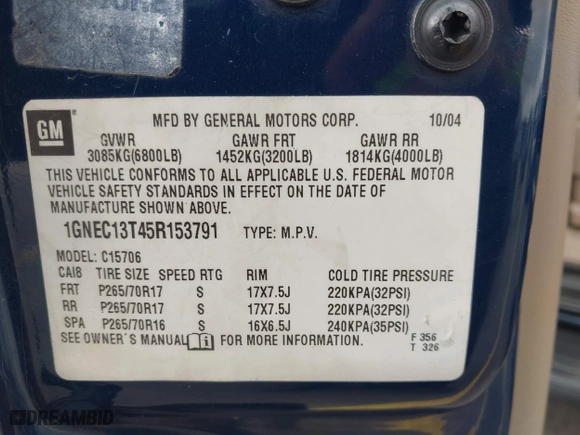 GM
MFD BY GENERAL MOTORS CORP. 10/04
GVWR GAWR FRT GAWR RR
3085KG(6800LB) 1452KG(3200LB) 1814KG(4000LB)
THIS VEHICLE CONFORMS TO ALL APPLICABLE U.S. FEDERAL MOTOR
VEHICLE SAFETY STANDARDS IN EFFECT ON THE DATE OF
MANUFACTURE SHOWN ABOVE.
1GNEC13T45R153791 TYPE: M.P.V.
MODEL: C15706
CAI8 TIRE SIZE SPEED RTG RIM COLD TIRE PRESSURE
FRT P265/70R17 S 17X7.5J 220KPA(32PSI)
RR P265/70R17 S 17X7.5J 220KPA(32PSI)
SPA P265/70R16 S 16X6.5J 240KPA(35PSI)
SEE OWNER'S MANUAL i FOR MORE INFORMATION.
F 356
T 326
DREAMBID